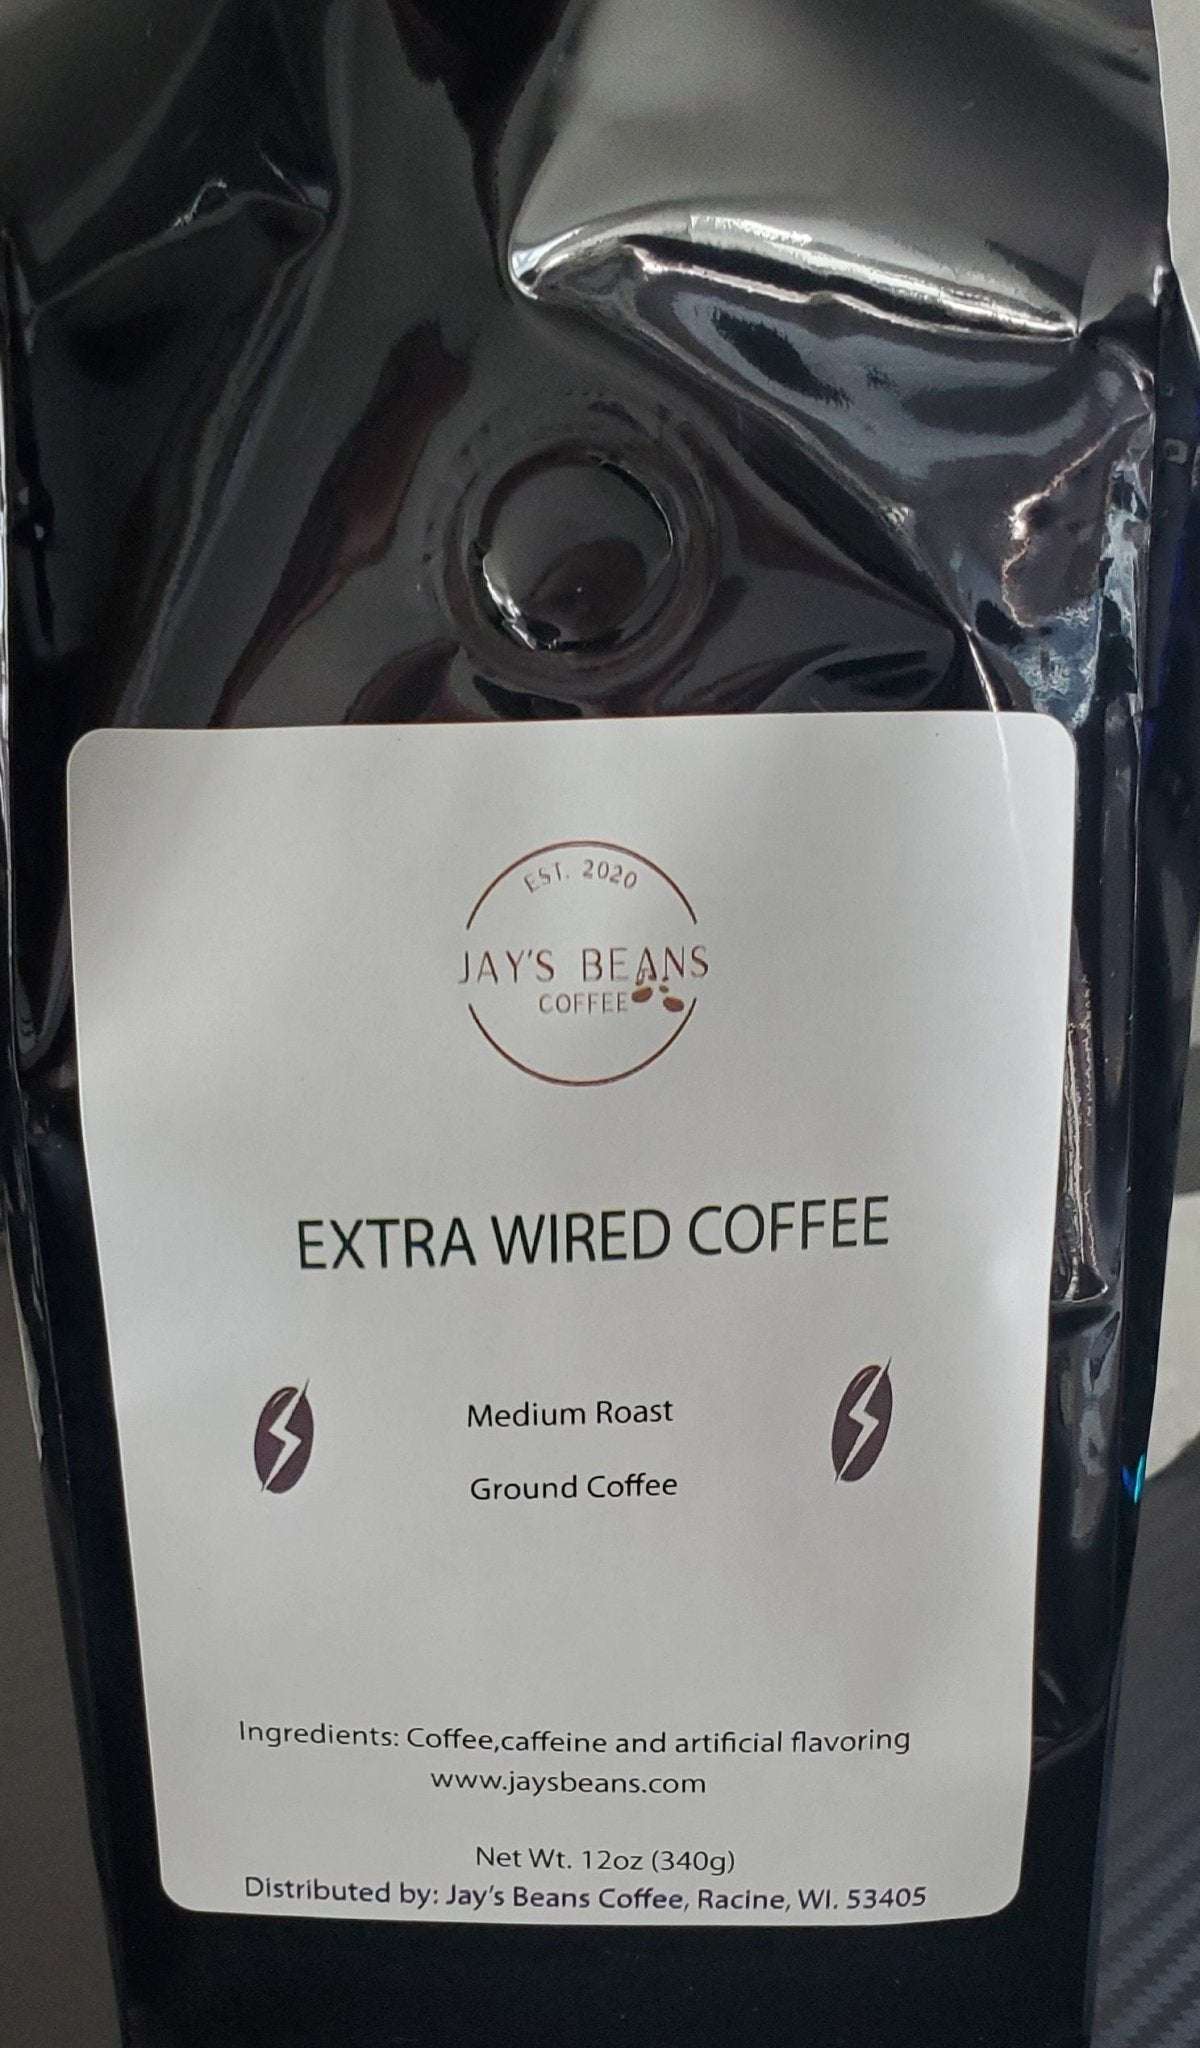 EST. 2020
JAY'S BEANS
COFFEE
EXTRA WIRED COFFEE
Medium Roast
Ground Coffee
Ingredients: Coffee,caffeine and artificial flavoring
www.jaysbeans.com
Net Wt. 12oz (340g)
Distributed by: Jay's Beans Coffee, Racine, WI. 53405